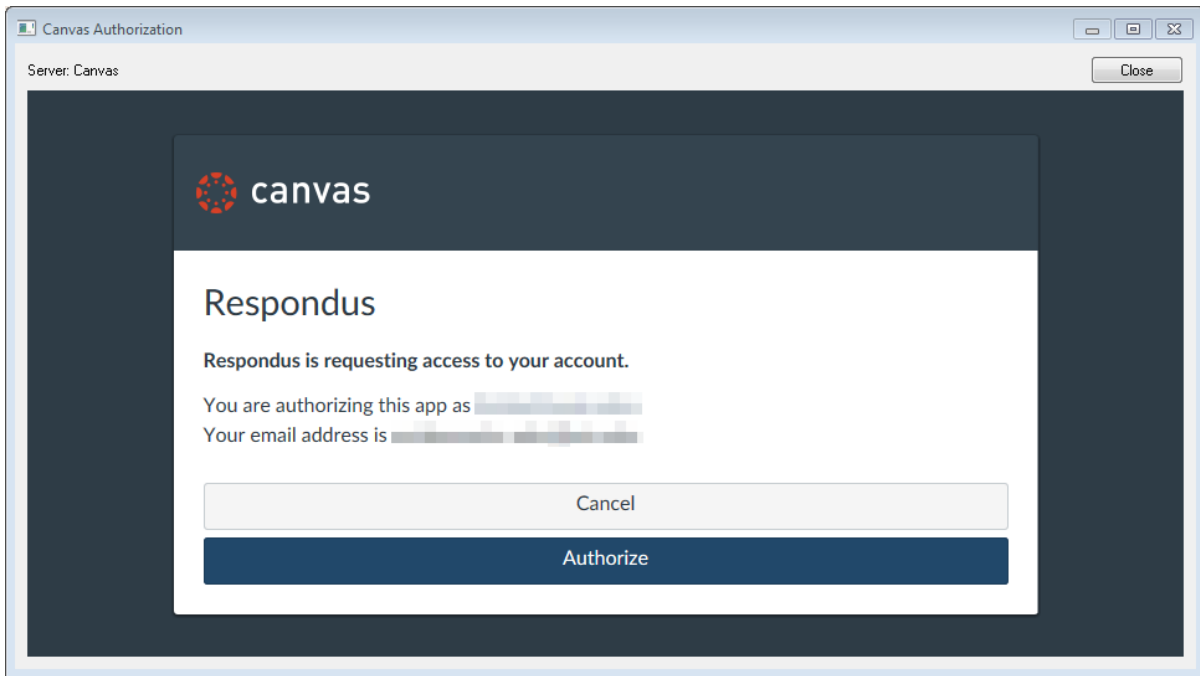 Canvas Authorization
Server: Canvas
Close
canvas
Respondus
Respondus is requesting access to your account.
You are authorizing this app as
Your email address is
Cancel
Authorize